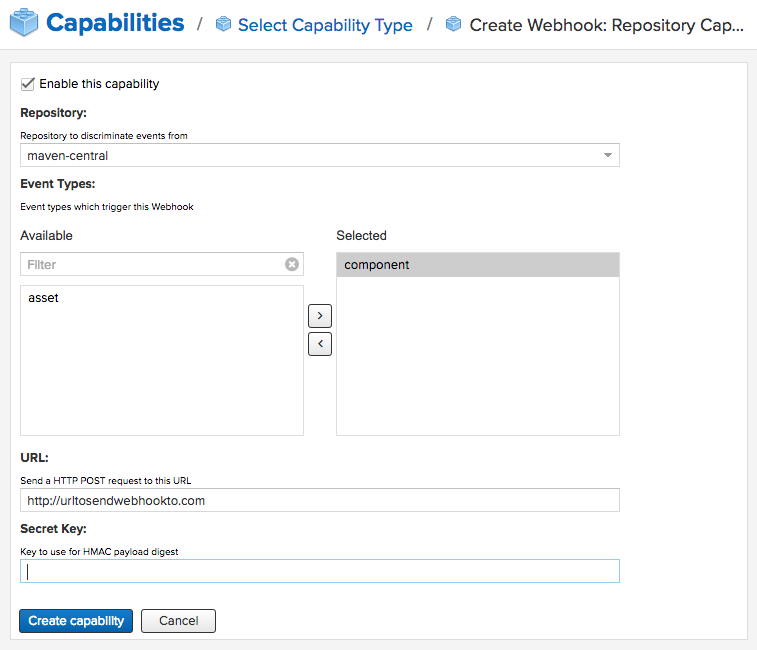 Capabilities / Select Capability Type / Create Webhook: Repository Cap...
Enable this capability
Repository:
Repository to discriminate events from
maven-central
Event Types:
Event types which trigger this Webhook
Available Selected
Filter component
asset
>
<
URL:
Send a HTTP POST request to this URL
http://urltosendwebhookto.com
Secret Key:
Key to use for HMAC payload digest
Create capability Cancel